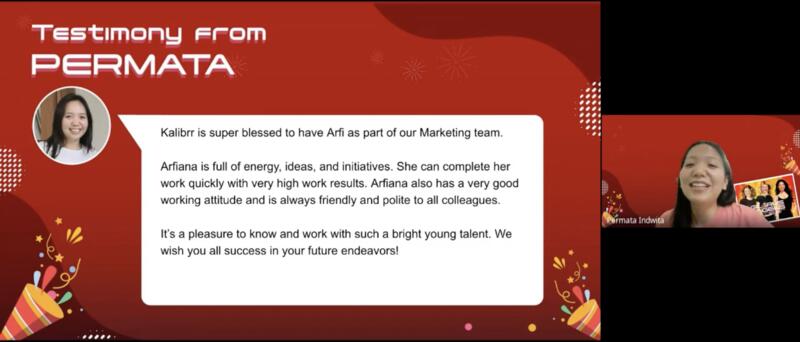 Testimony from
PERMATA
Kalibrr is super blessed to have Arfi as part of our Marketing team.
Arfiana is full of energy, ideas, and initiatives. She can complete her
work quickly with very high work results. Arfiana also has a very good
working attitude and is always friendly and polite to all colleagues.
It's a pleasure to know and work with such a bright young talent. We
wish you all success in your future endeavors!
Permata Indwita